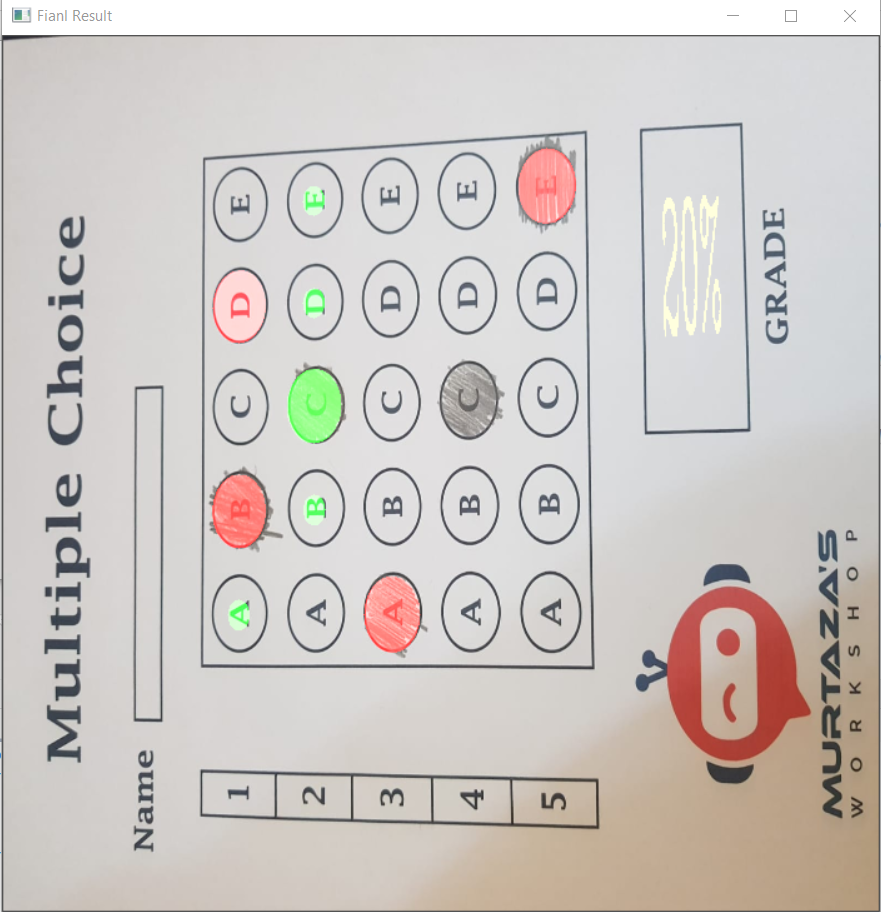 Fianl Result
Multiple Choice
Name
1 A B C D E
2 A B C D E
3 A B C D E
4 A B C D E
5 A B C D E
20%
GRADE
MURTAZA'S
WORKSHOP